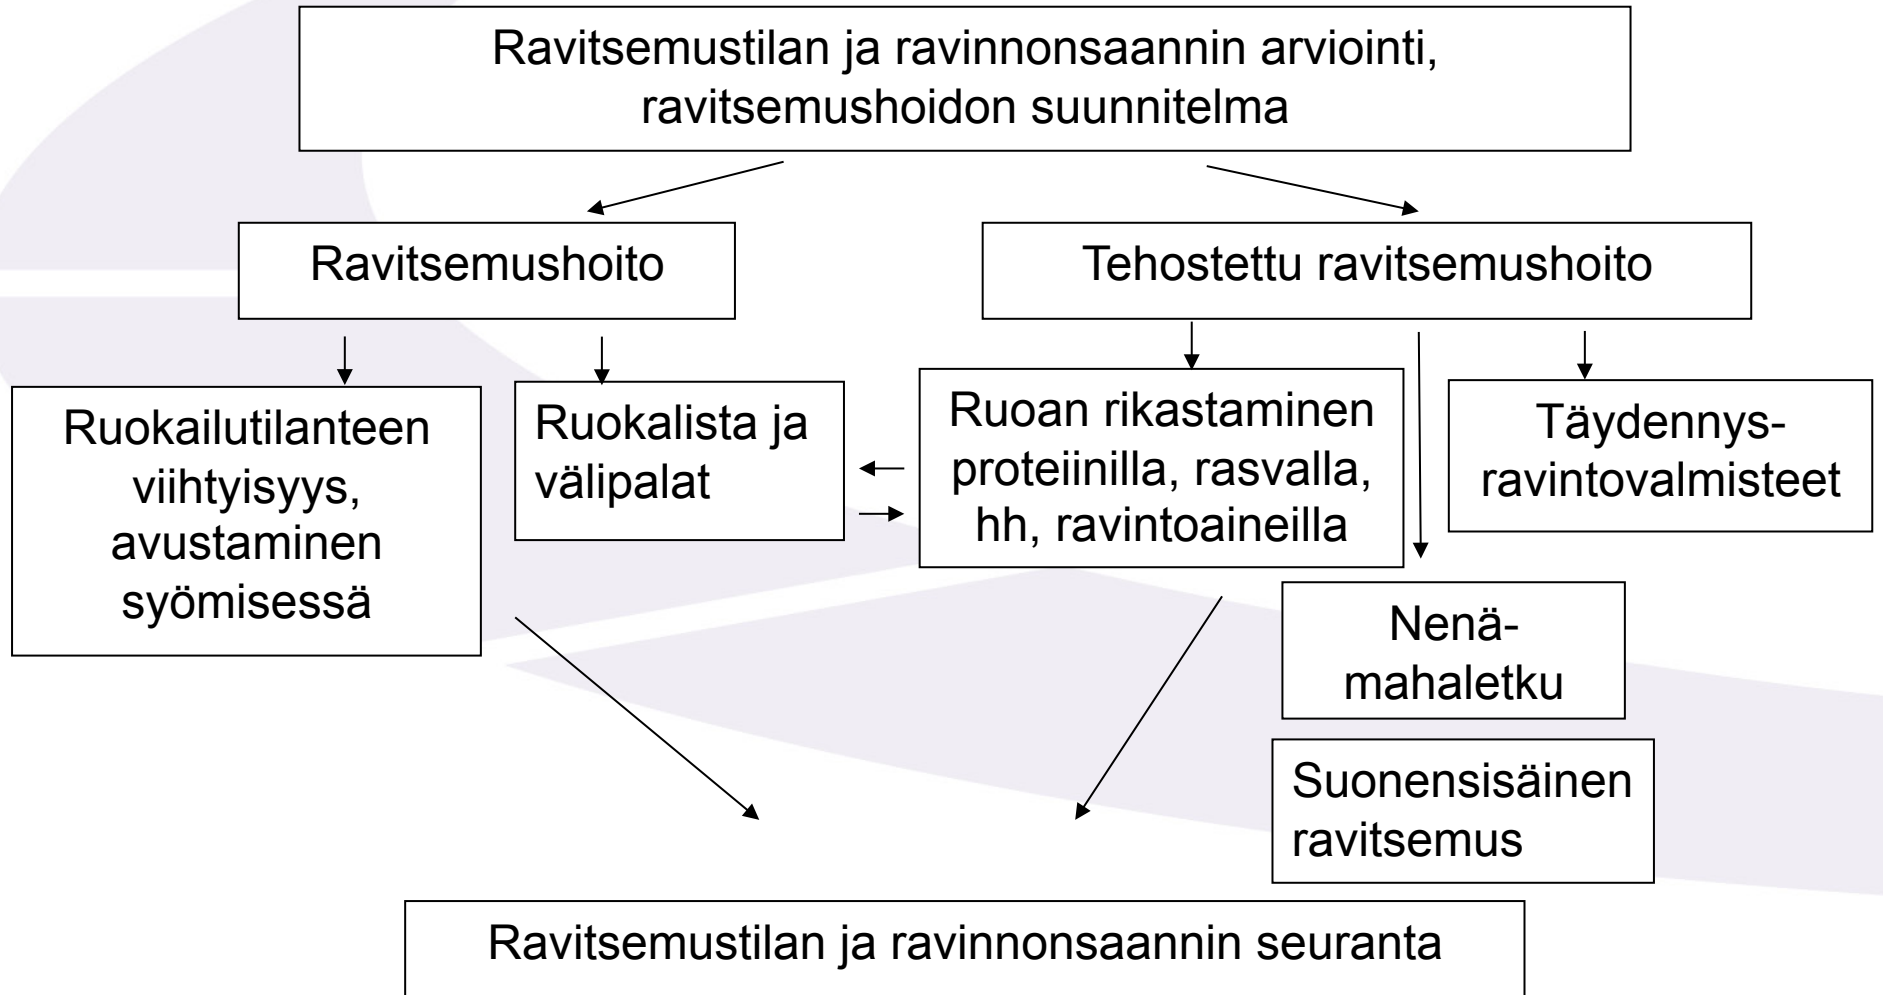 Ravitsemustilan ja ravinnonsaannin arviointi,
ravitsemushoidon suunnitelma
Ravitsemushoito
Tehostettu ravitsemushoito
Ruokailutilanteen
viihtyisyys,
avustaminen
syömisessä
Ruokalista ja
välipalat
Ruoan rikastaminen
proteiinilla, rasvalla,
hh, ravintoaineilla
Täydennys-
ravintovalmisteet
Nenä-
mahaletku
Suonensisäinen
ravitsemus
Ravitsemustilan ja ravinnonsaannin seuranta